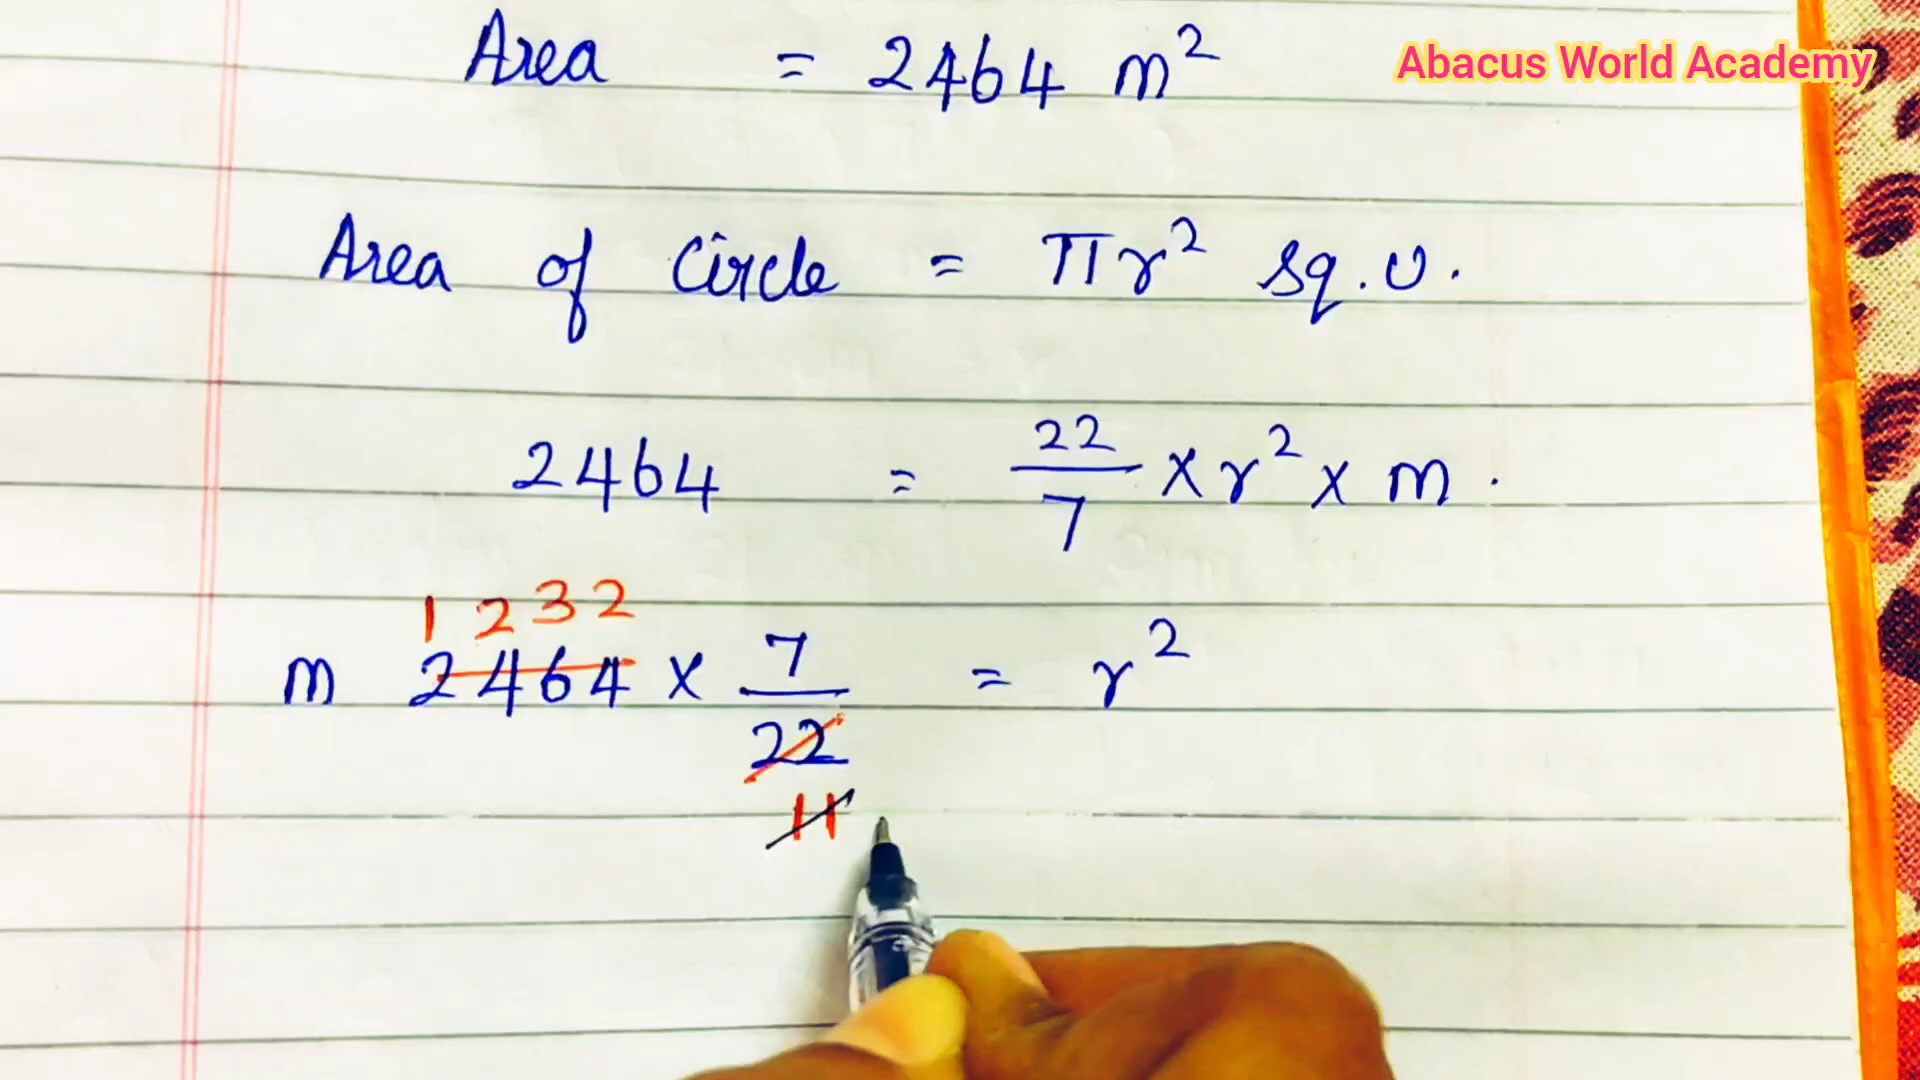 Area = 2464 m²
Abacus World Academy
Area of Circle = πr² sq.u.
2464 = 22/7 × r² × m.
1232
m 2464 × 7/22 = r²
11